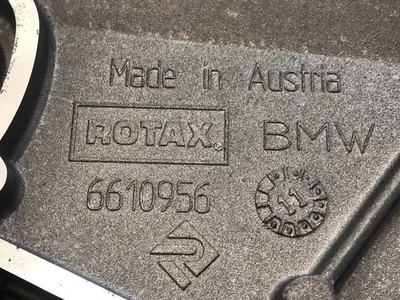 Made in Austria
ROTAX® BMW
6610956 11